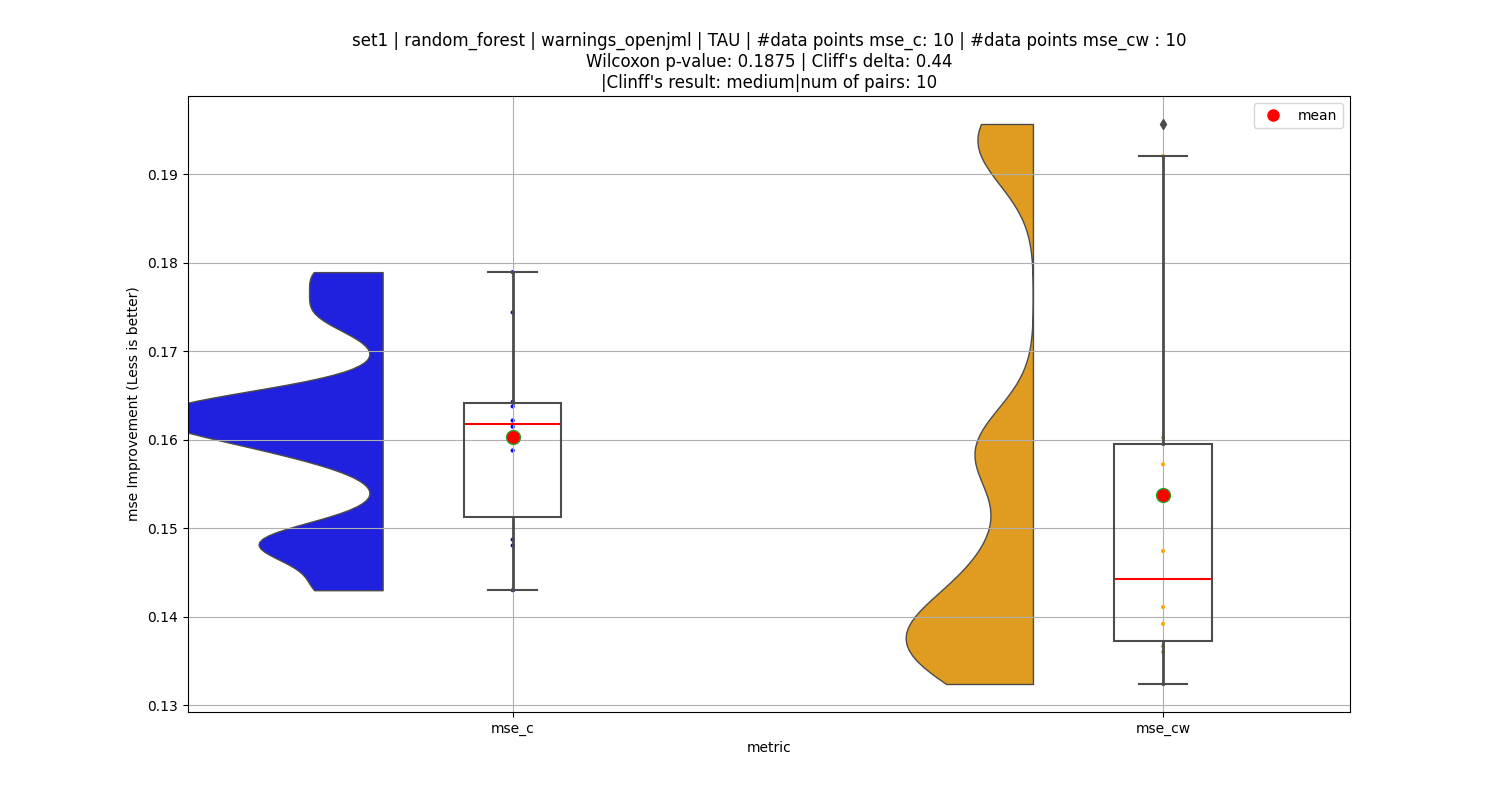 set1 | random_forest | warnings_openjml | TAU | #data points mse_c: 10 | #data points mse_cw : 10
Wilcoxon p-value: 0.1875 | Cliff's delta: 0.44
|Clinff's result: medium|num of pairs: 10
mean
mse Improvement (Less is better)
0.19
0.18
0.17
0.16
0.15
0.14
0.13
mse_c
mse_cw
metric